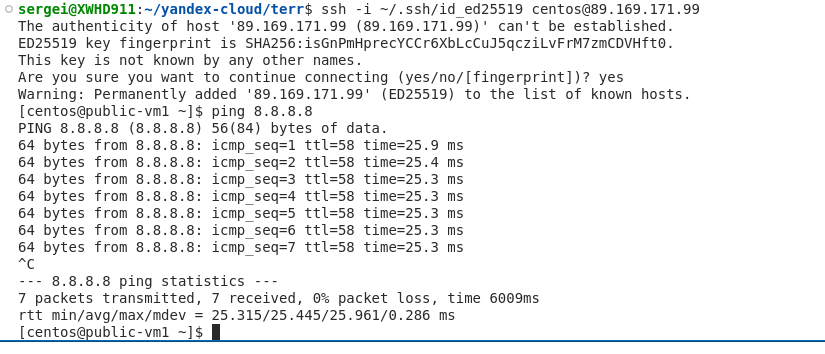 sergei@XWHD911:~/yandex-cloud/terr$ ssh -i ~/.ssh/id_ed25519 centos@89.169.171.99
The authenticity of host '89.169.171.99 (89.169.171.99)' can't be established.
ED25519 key fingerprint is SHA256:isGnPmHprecYCCr6XbLcCuJ5qcziLvFrM7zmCDVHft0.
This key is not known by any other names.
Are you sure you want to continue connecting (yes/no/[fingerprint])? yes
Warning: Permanently added '89.169.171.99' (ED25519) to the list of known hosts.
[centos@public-vm1 ~]$ ping 8.8.8.8
PING 8.8.8.8 (8.8.8.8) 56(84) bytes of data.
64 bytes from 8.8.8.8: icmp_seq=1 ttl=58 time=25.9 ms
64 bytes from 8.8.8.8: icmp_seq=2 ttl=58 time=25.4 ms
64 bytes from 8.8.8.8: icmp_seq=3 ttl=58 time=25.3 ms
64 bytes from 8.8.8.8: icmp_seq=4 ttl=58 time=25.3 ms
64 bytes from 8.8.8.8: icmp_seq=5 ttl=58 time=25.3 ms
64 bytes from 8.8.8.8: icmp_seq=6 ttl=58 time=25.3 ms
64 bytes from 8.8.8.8: icmp_seq=7 ttl=58 time=25.3 ms
^C
--- 8.8.8.8 ping statistics ---
7 packets transmitted, 7 received, 0% packet loss, time 6009ms
rtt min/avg/max/mdev = 25.315/25.445/25.961/0.286 ms
[centos@public-vm1 ~]$